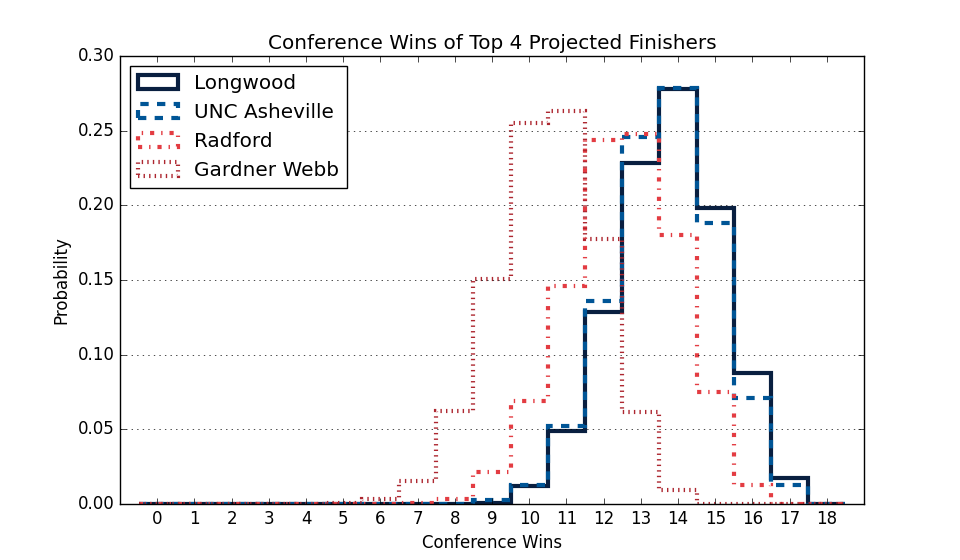 Conference Wins of Top 4 Projected Finishers
0.30
0.25
0.20
0.15
0.10
0.05
0.00
Probability
Longwood
UNC Asheville
Radford
Gardner Webb
0 1 2 3 4 5 6 7 8 9 10 11 12 13 14 15 16 17 18
Conference Wins